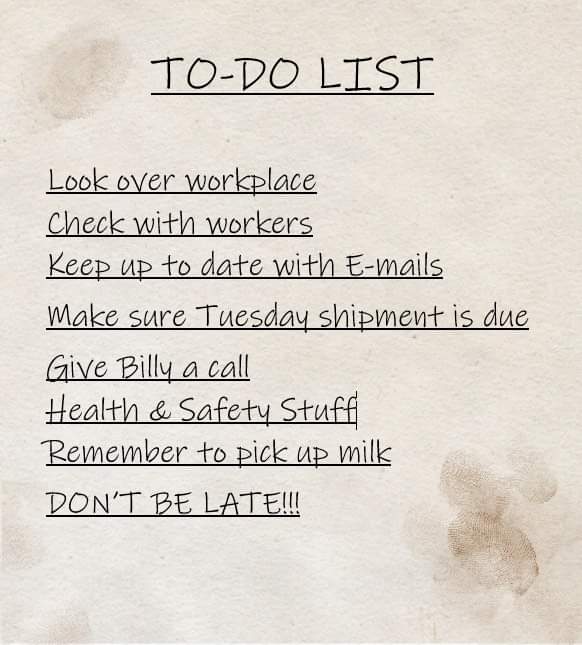 TO-DO LIST
Look over workplace
Check with workers
Keep up to date with E-mails
Make sure Tuesday shipment is due
Give Billy a call
Health & Safety Stuff
Remember to pick up milk
DON'T BE LATE!!!